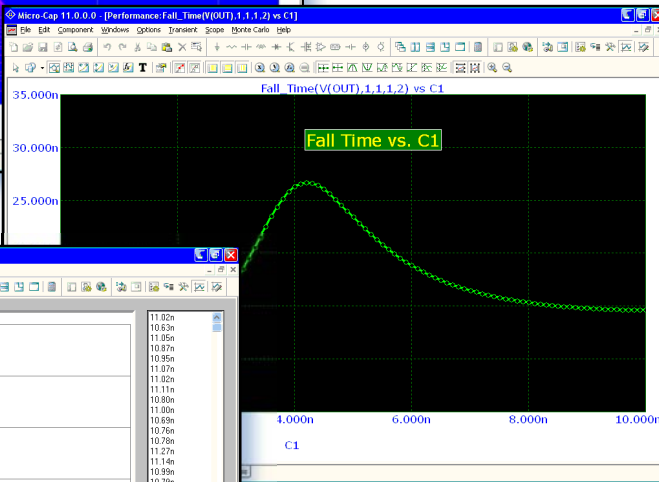 Micro-Cap 11.0.0.0 - [Performance:Fall_Time(V(OUT),1,1,1,2) vs C1]
File Edit Component Windows Options Transient Scope Monte Carlo Help
T
Fall_Time(V(OUT),1,1,1,2) vs C1
35.000n
Fall Time vs. C1
30.000n
25.000n
11.02n
10.63n
11.05n
10.87n
10.95n
11.07n
11.02n
11.11n
10.80n
11.00n
10.69n
10.76n
10.78n
11.27n
11.14n
10.99n
10.79n
4.000n 6.000n 8.000n 10.000n
C1